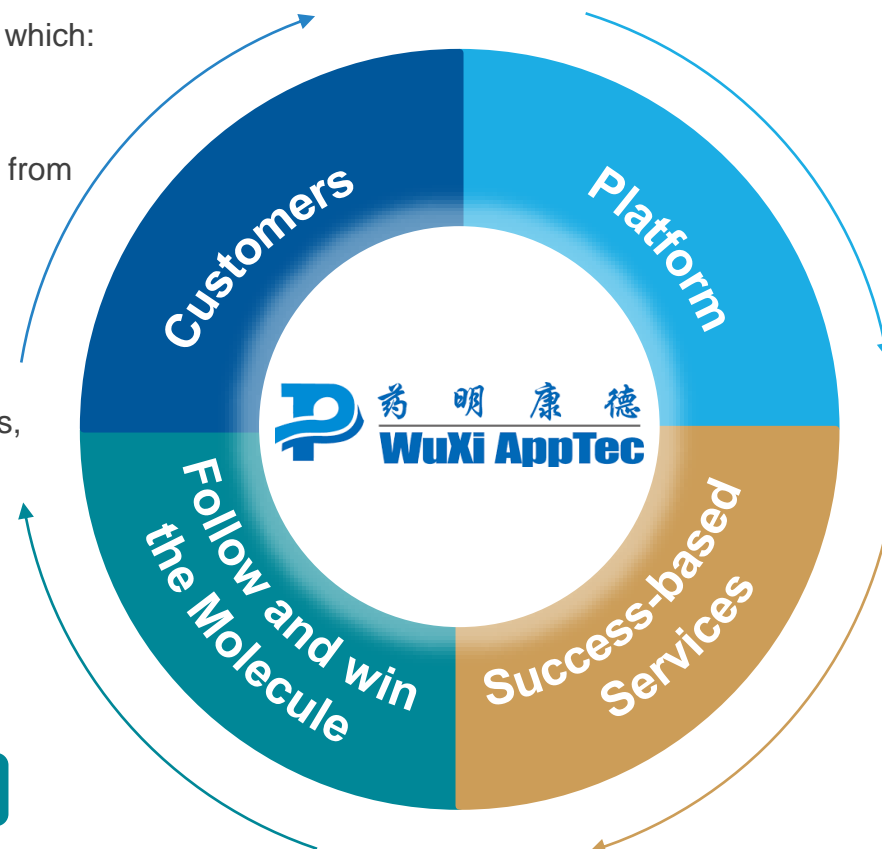 which:
from
s,
Customers
Platform
药明康德
WuXi AppTec
Follow and win
the Molecule
Success-based
Services